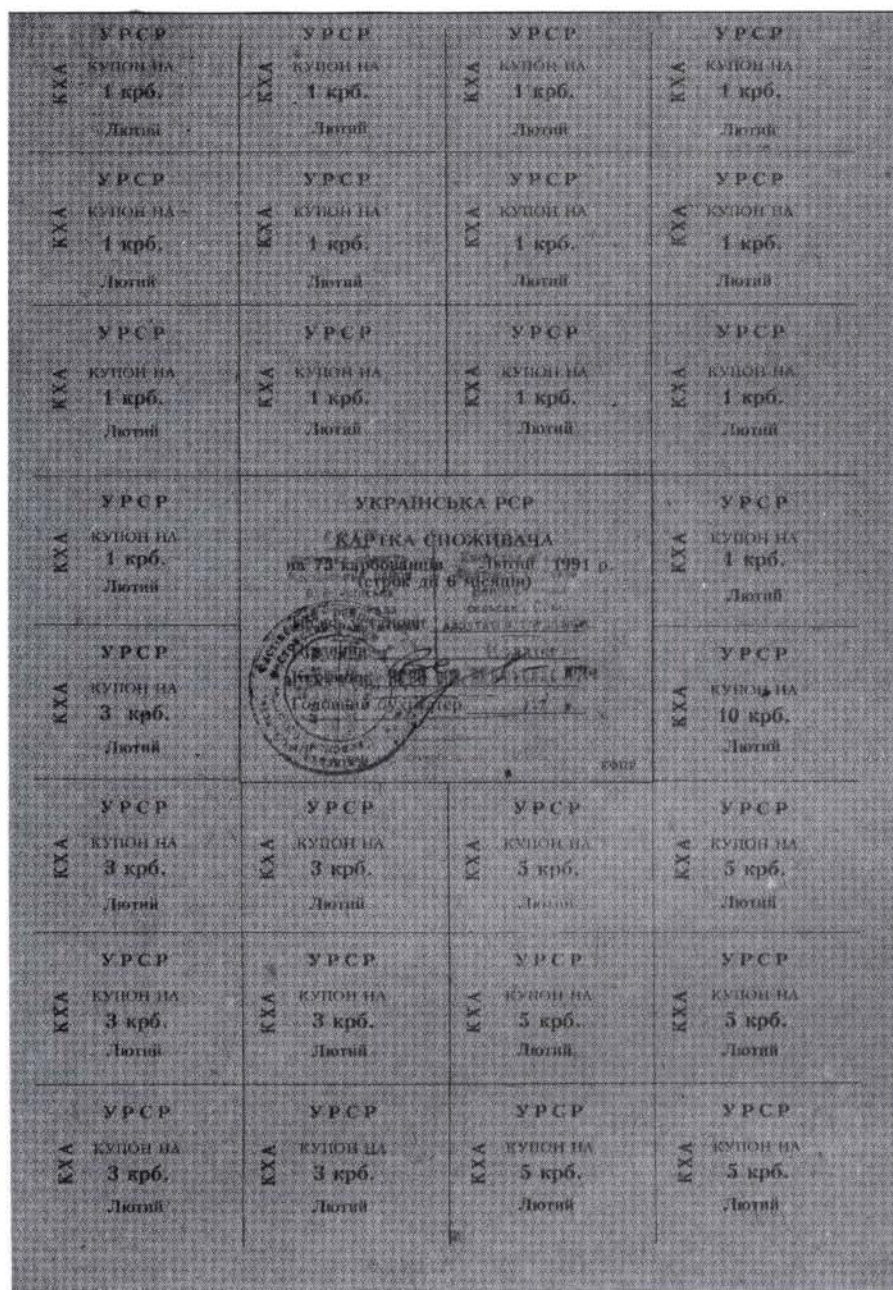 УРСР УРСР УРСР УРСР
КХА КУПОН НА КХА КУПОН НА КХА КУПОН НА КХА КУПОН НА
1 крб. 1 крб. 1 крб. 1 крб.
Лютий Лютий Лютий Лютий
УРСР УРСР УРСР УРСР
КХА КУПОН НА КХА КУПОН НА КХА КУПОН НА КХА КУПОН НА
1 крб. 1 крб. 1 крб. 1 крб.
Лютий Лютий Лютий Лютий
УРСР УРСР УРСР УРСР
КХА КУПОН НА КХА КУПОН НА КХА КУПОН НА КХА КУПОН НА
1 крб. 1 крб. 1 крб. 1 крб.
Лютий Лютий Лютий Лютий
УРСР
КХА КУПОН НА
1 крб.
Лютий
УКРАЇНСЬКА РСР
КАРТКА СПОЖИВАЧА
на 75 карбованців Лютий 1991 р.
(строк дії 6 місяців)
Головний бухгалтер
УРСР
КХА КУПОН НА
1 крб.
Лютий
УРСР УРСР
КХА КУПОН НА КХА КУПОН НА
3 крб. 10 крб.
Лютий Лютий
УРСР УРСР УРСР УРСР
КХА КУПОН НА КХА КУПОН НА КХА КУПОН НА КХА КУПОН НА
3 крб. 3 крб. 5 крб. 5 крб.
Лютий Лютий Лютий Лютий
УРСР УРСР УРСР УРСР
КХА КУПОН НА КХА КУПОН НА КХА КУПОН НА КХА КУПОН НА
3 крб. 3 крб. 5 крб. 5 крб.
Лютий Лютий Лютий Лютий
УРСР УРСР УРСР УРСР
КХА КУПОН НА КХА КУПОН НА КХА КУПОН НА КХА КУПОН НА
3 крб. 3 крб. 5 крб. 5 крб.
Лютий Лютий Лютий Лютий